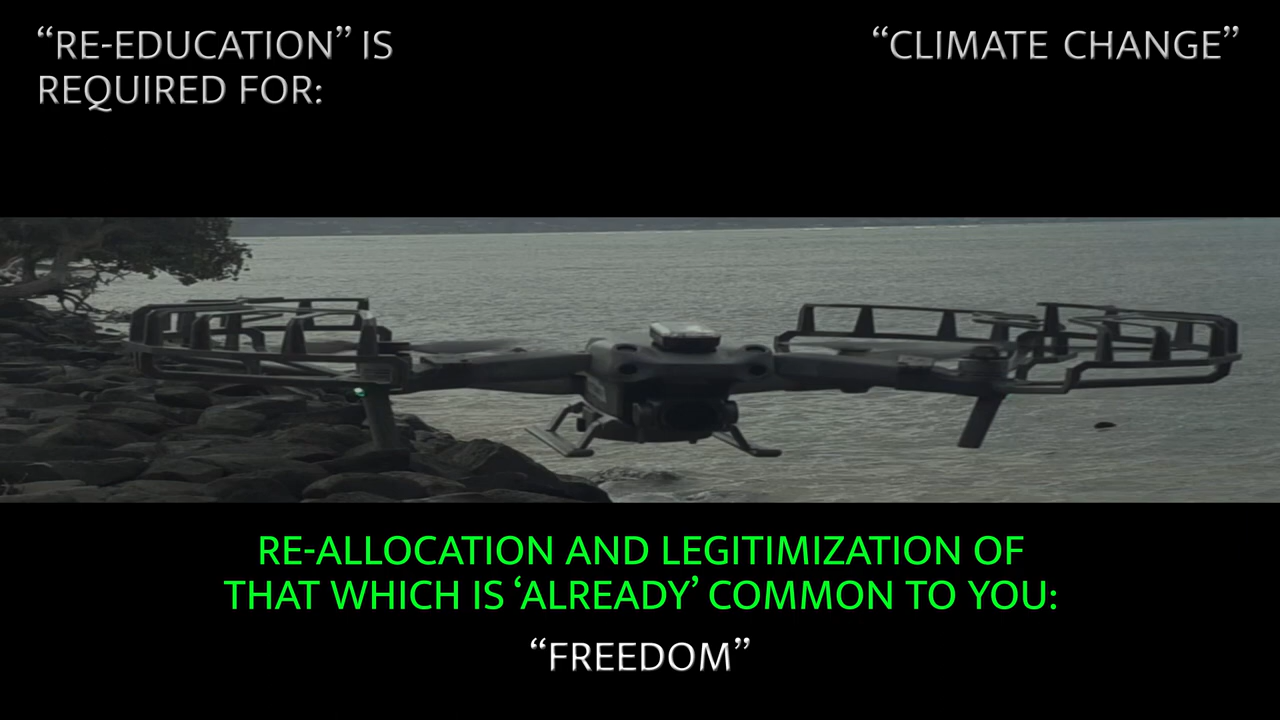 “RE-EDUCATION” IS
REQUIRED FOR:
“CLIMATE CHANGE”
RE-ALLOCATION AND LEGITIMIZATION OF
THAT WHICH IS ‘ALREADY’ COMMON TO YOU:
“FREEDOM”